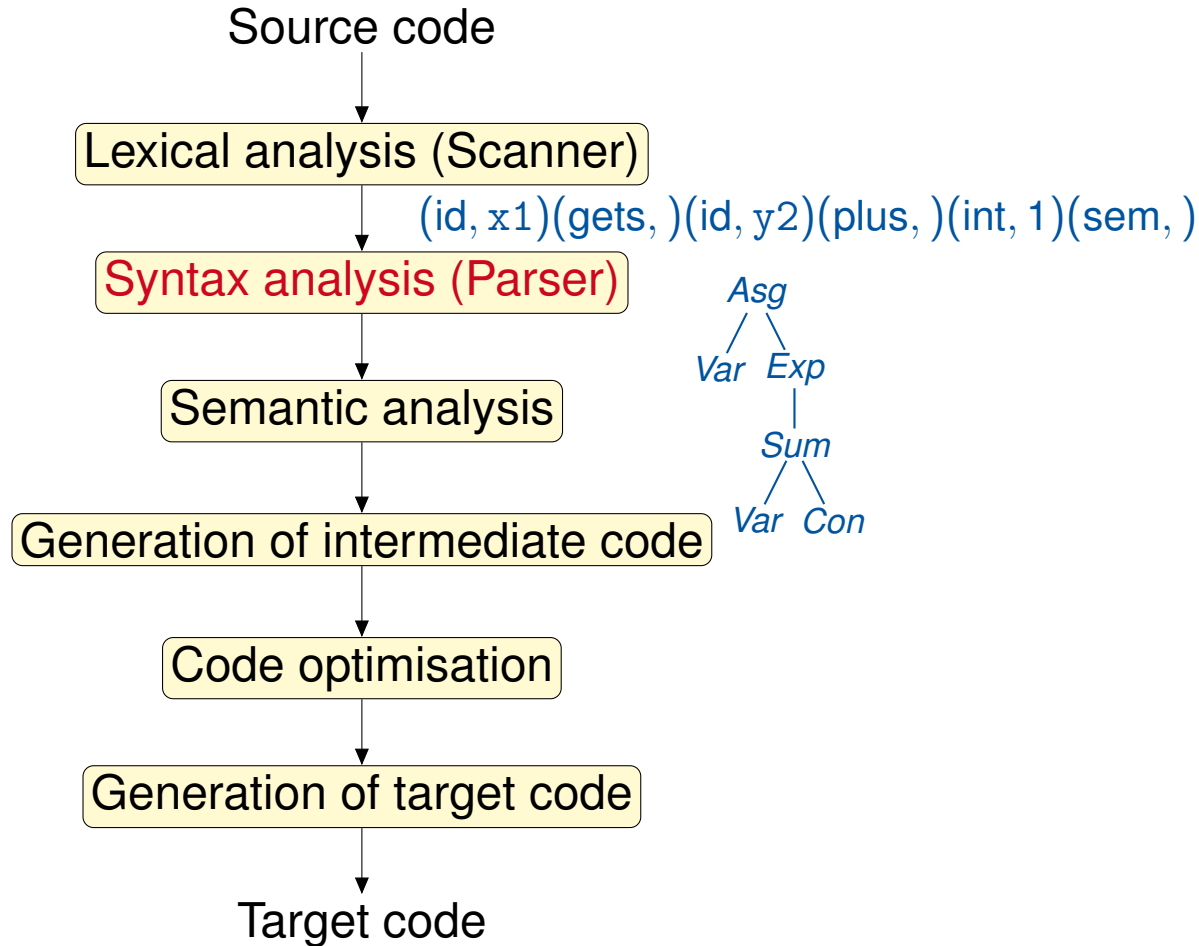 Source code
Lexical analysis (Scanner)
(id, x1)(gets, )(id, y2)(plus, )(int, 1)(sem, )
Syntax analysis (Parser)
Asg
Var Exp
Sum
Var Con
Semantic analysis
Generation of intermediate code
Code optimisation
Generation of target code
Target code